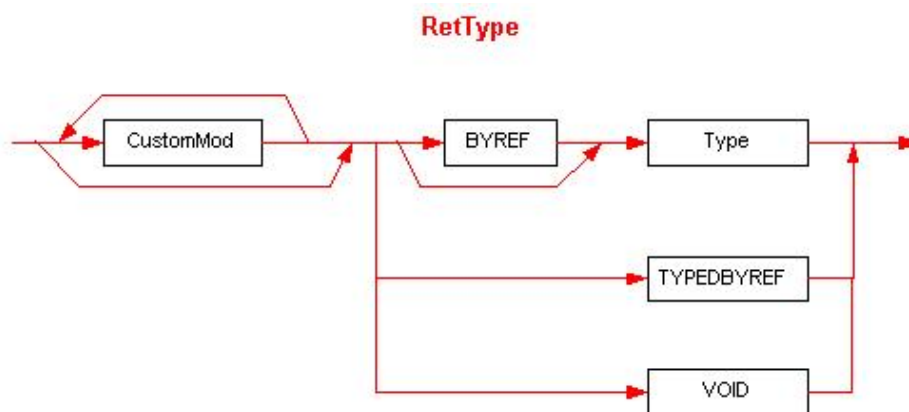 RetType
CustomMod
BYREF
Type
TYPEDBYREF
VOID